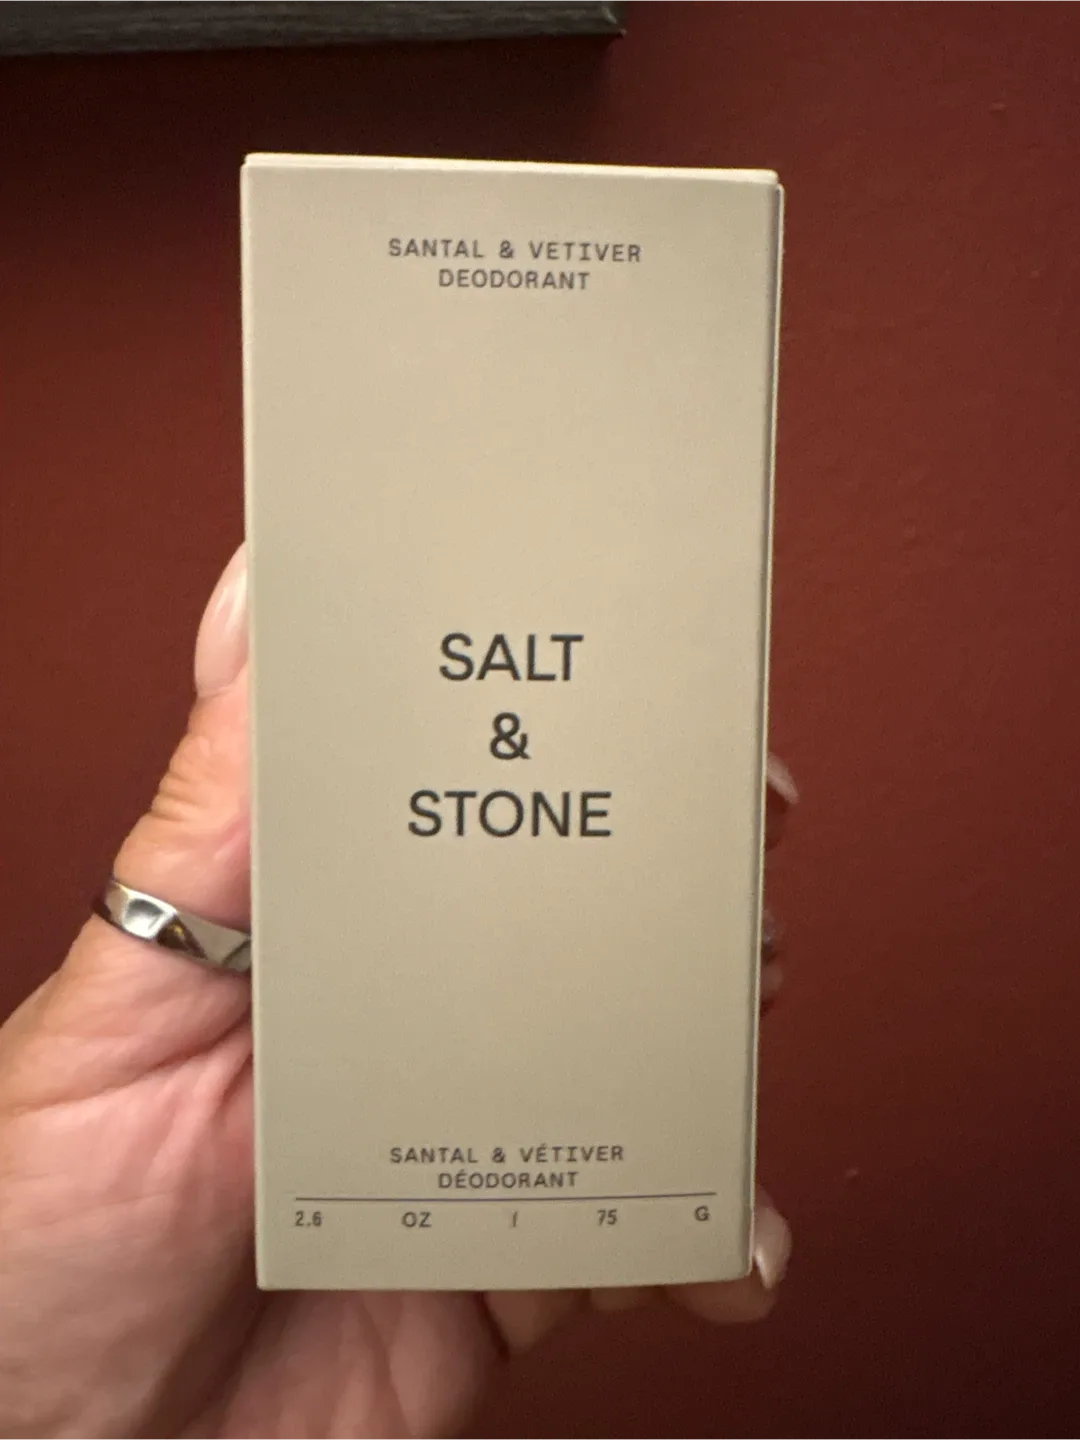 SANTAL & VETIVER
DEODORANT
SALT
&
STONE
SANTAL & VÉTIVER
DÉODORANT
2.6 OZ / 75 G